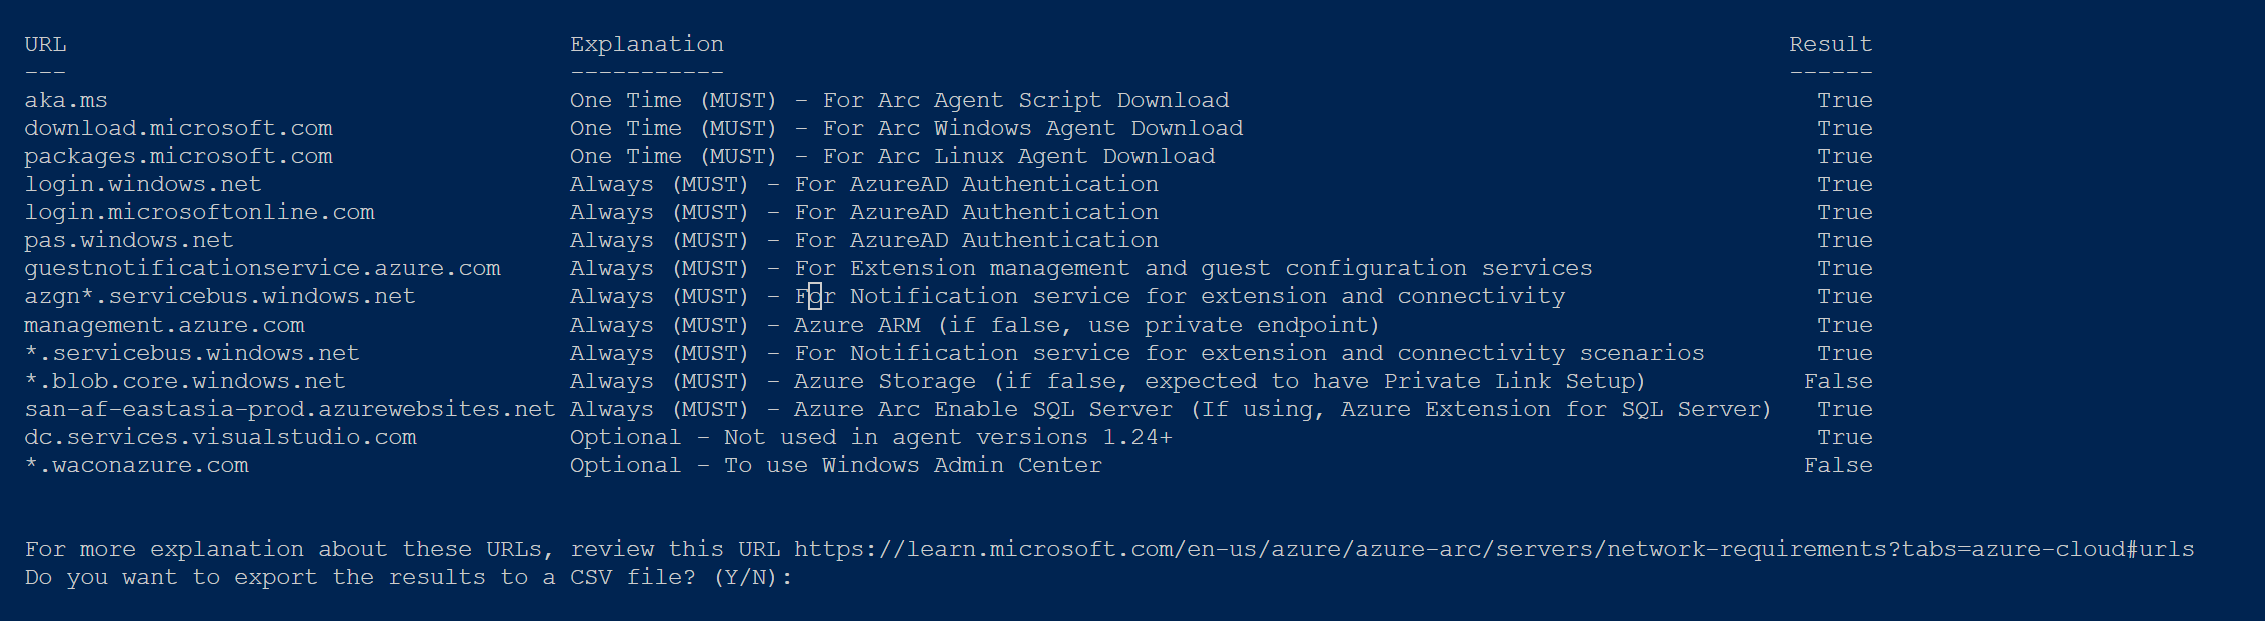 URL Explanation Result
--- ----------- ------
aka.ms One Time (MUST) - For Arc Agent Script Download True
download.microsoft.com One Time (MUST) - For Arc Windows Agent Download True
packages.microsoft.com One Time (MUST) - For Arc Linux Agent Download True
login.windows.net Always (MUST) - For AzureAD Authentication True
login.microsoftonline.com Always (MUST) - For AzureAD Authentication True
pas.windows.net Always (MUST) - For AzureAD Authentication True
guestnotificationservice.azure.com Always (MUST) - For Extension management and guest configuration services True
azgn*.servicebus.windows.net Always (MUST) - For Notification service for extension and connectivity True
management.azure.com Always (MUST) - Azure ARM (if false, use private endpoint) True
*.servicebus.windows.net Always (MUST) - For Notification service for extension and connectivity scenarios True
*.blob.core.windows.net Always (MUST) - Azure Storage (if false, expected to have Private Link Setup) False
san-af-eastasia-prod.azurewebsites.net Always (MUST) - Azure Arc Enable SQL Server (If using, Azure Extension for SQL Server) True
dc.services.visualstudio.com Optional - Not used in agent versions 1.24+ True
*.waconazure.com Optional - To use Windows Admin Center False
For more explanation about these URLs, review this URL https://learn.microsoft.com/en-us/azure/azure-arc/servers/network-requirements?tabs=azure-cloud#urls
Do you want to export the results to a CSV file? (Y/N):